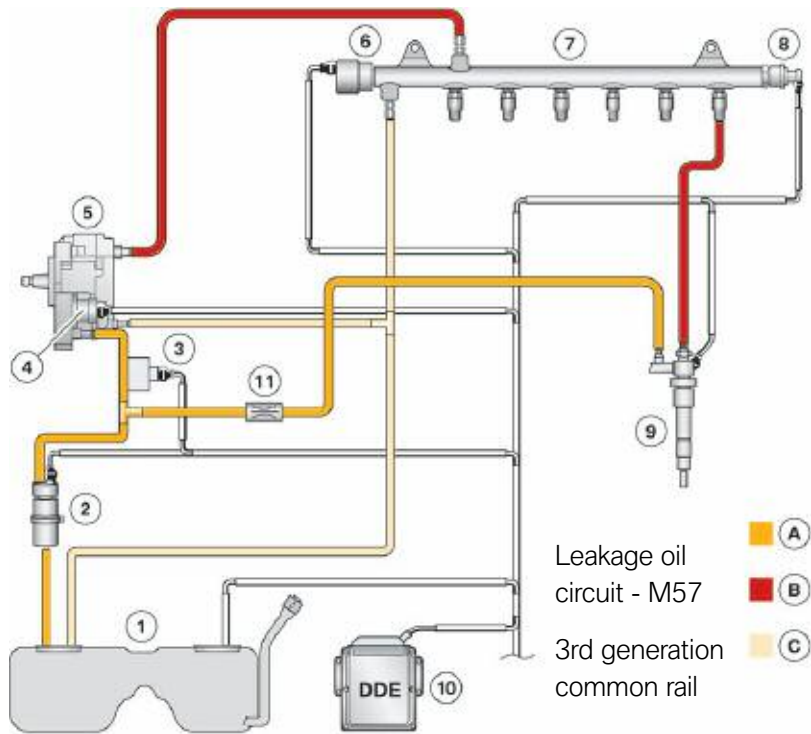 6
7
8
5
4
3
11
9
2
Leakage oil
circuit - M57
3rd generation
common rail
A
B
C
1
DDE
10